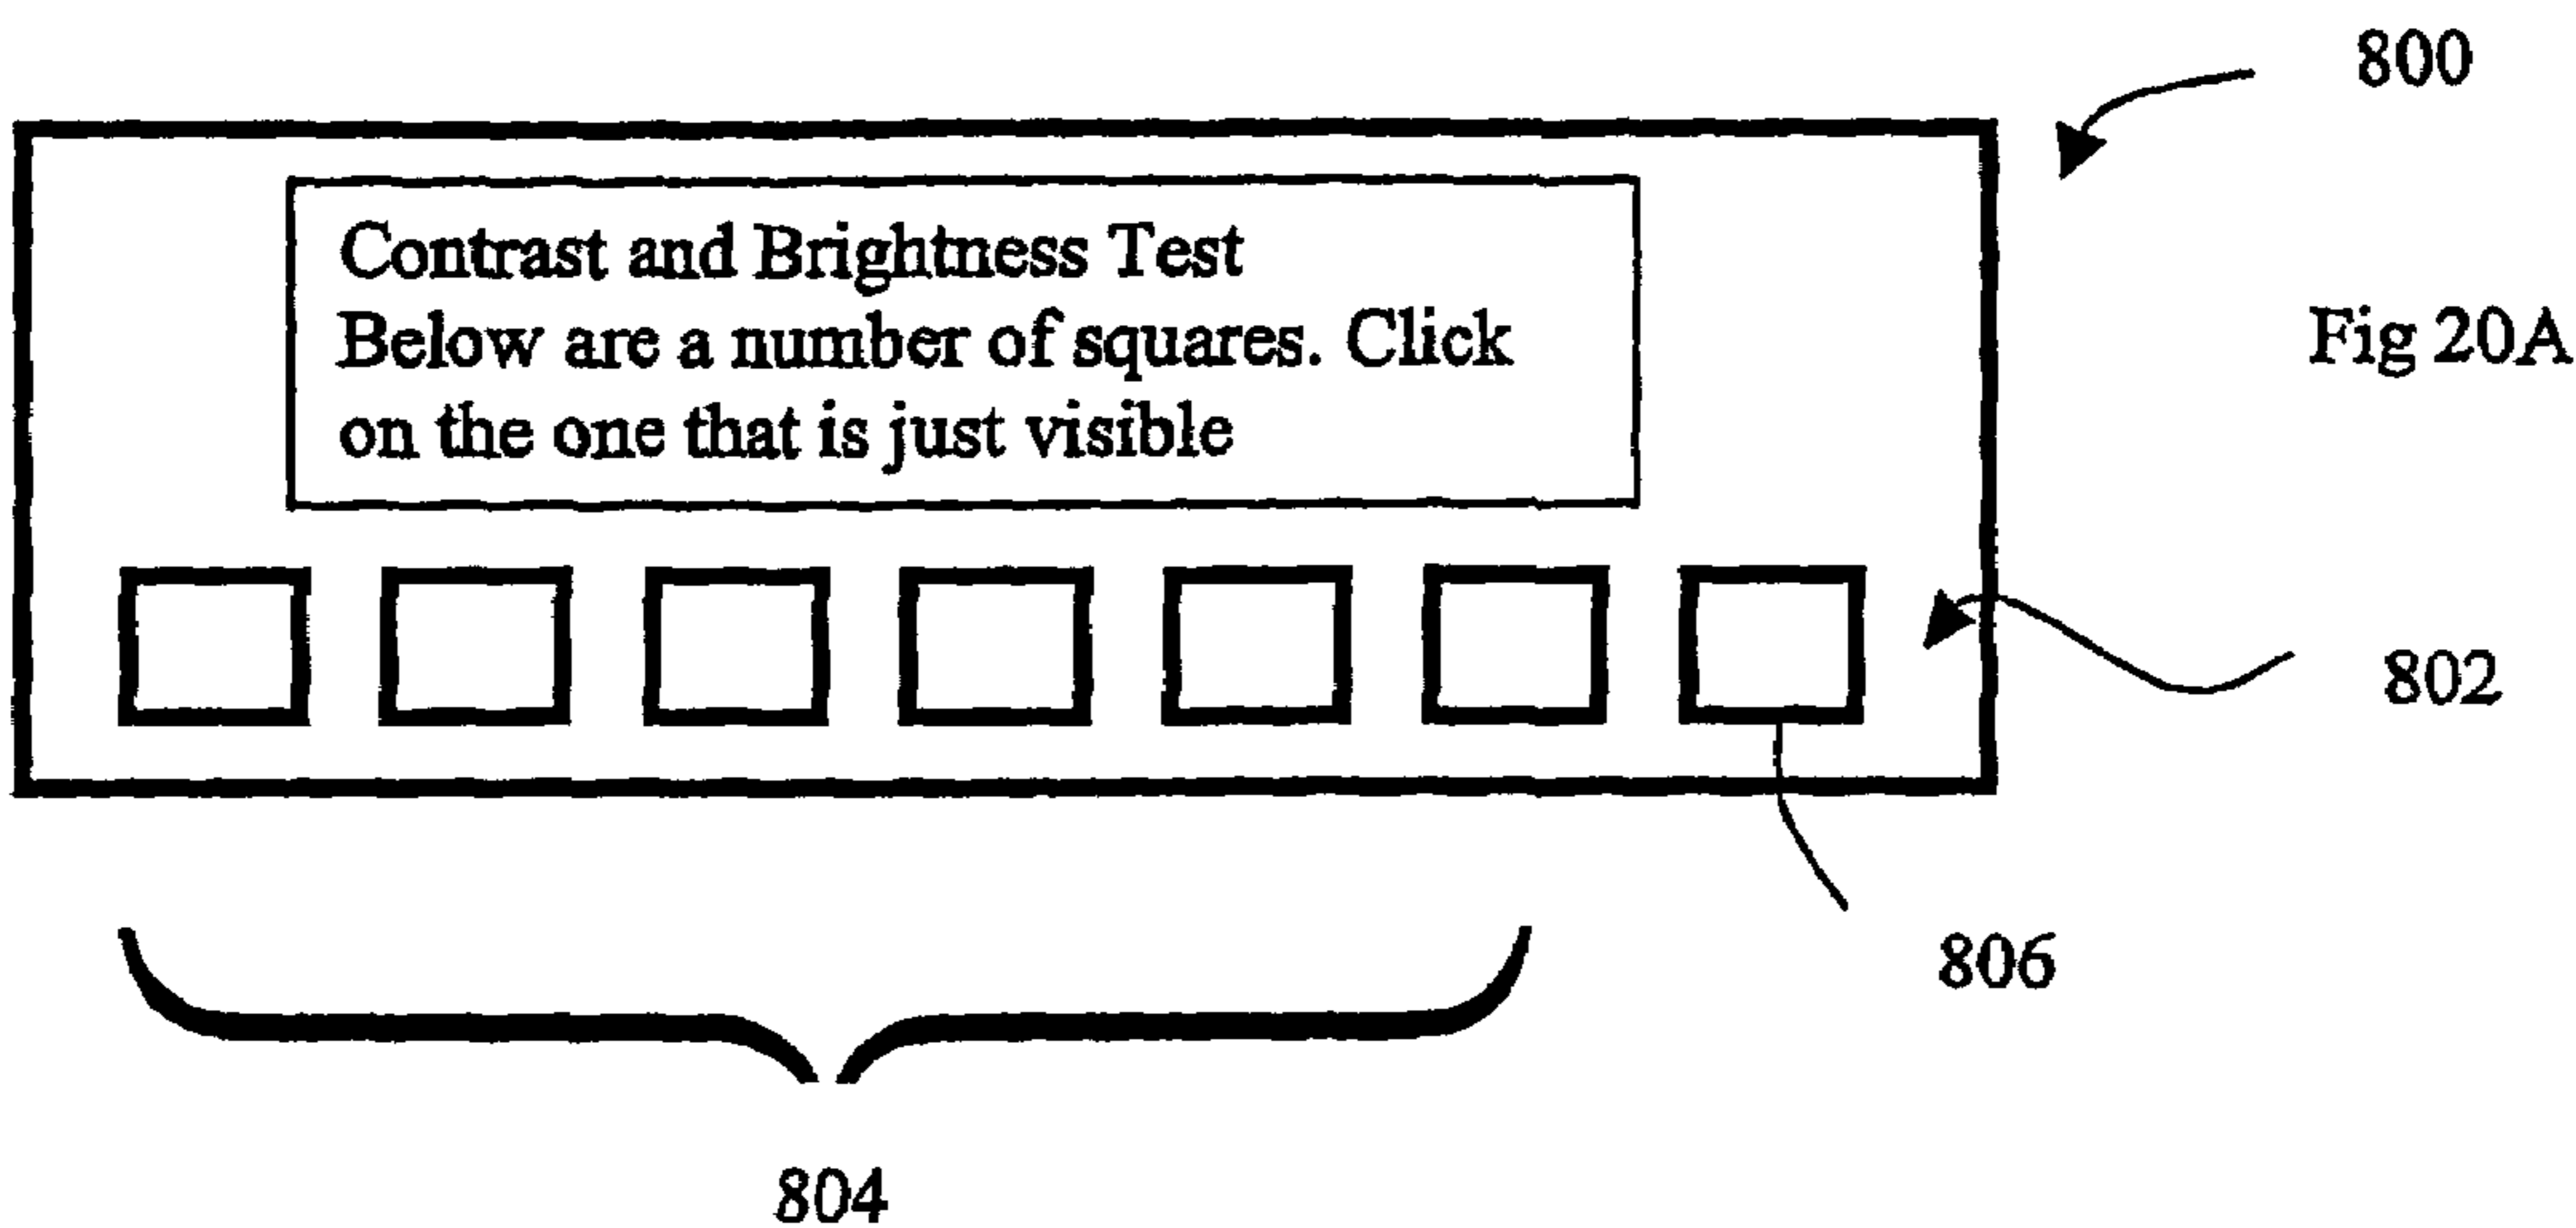 800
Contrast and Brightness Test
Below are a number of squares. Click
on the one that is just visible
Fig 20A
802
806
804